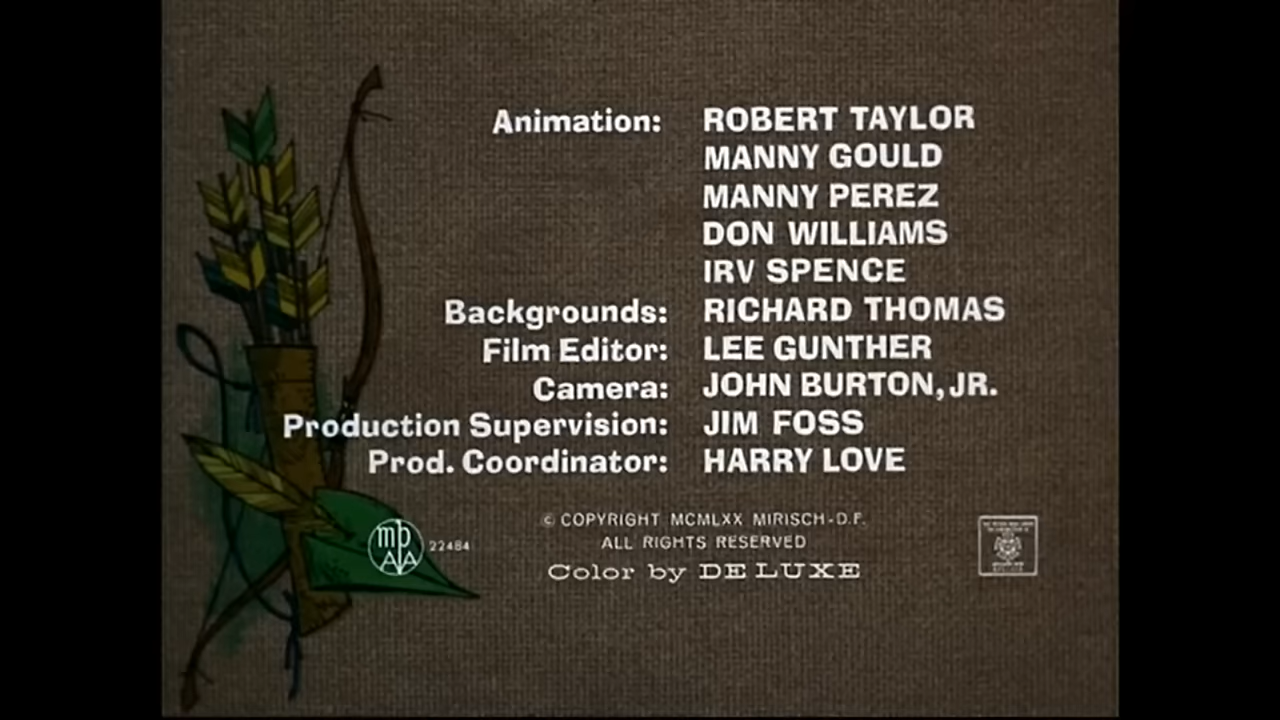 Animation: ROBERT TAYLOR
MANNY GOULD
MANNY PEREZ
DON WILLIAMS
IRV SPENCE
Backgrounds: RICHARD THOMAS
Film Editor: LEE GUNTHER
Camera: JOHN BURTON, JR.
Production Supervision: JIM FOSS
Prod. Coordinator: HARRY LOVE
© COPYRIGHT MCMLXX MIRISCH-D.F.
ALL RIGHTS RESERVED
Color by DE LUXE
mpAA 22484